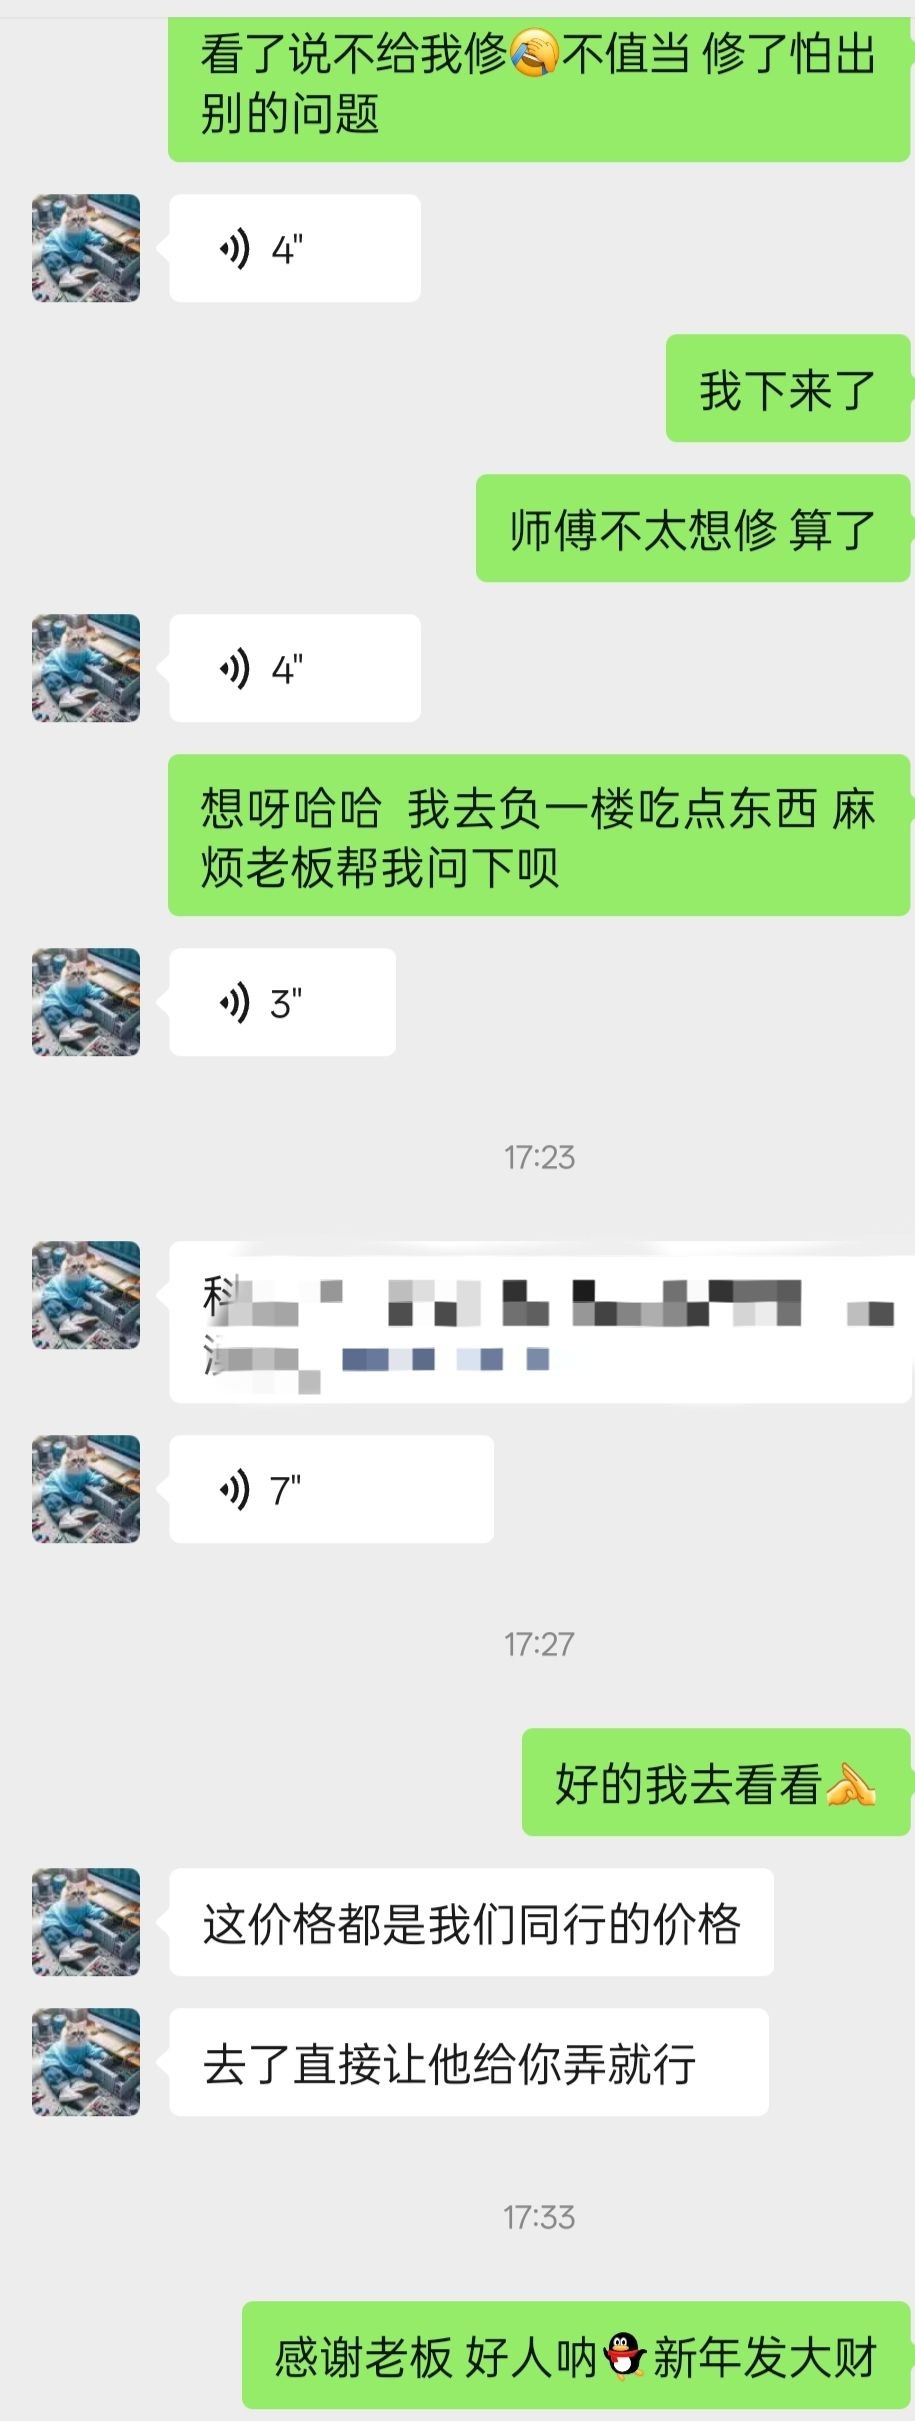 看了说不给我修🤣不值当 修了怕出
别的问题
4"
我下来了
师傅不太想修 算了
4"
想呀哈哈 我去负一楼吃点东西 麻
烦老板帮我问下呗
3"
17:23
科
7"
17:27
好的我去看看
这价格都是我们同行的价格
去了直接让他给你弄就行
17:33
感谢老板 好人呐🐧新年发大财